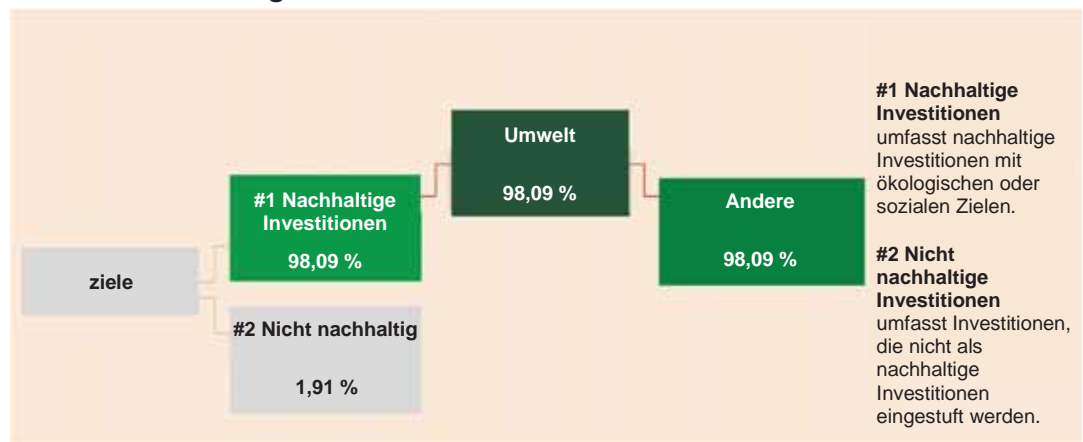 ziele
#1 Nachhaltige
Investitionen
98,09 %
#2 Nicht nachhaltig
1,91 %
Umwelt
98,09 %
Andere
98,09 %
#1 Nachhaltige
Investitionen
umfasst nachhaltige
Investitionen mit
ökologischen oder
sozialen Zielen.
#2 Nicht
nachhaltige
Investitionen
umfasst Investitionen,
die nicht als
nachhaltige
Investitionen
eingestuft werden.